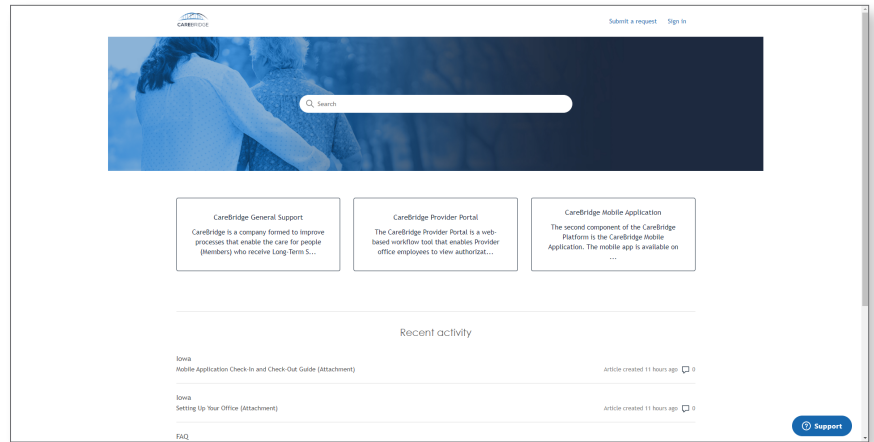 CAREBRIDGE
Submit a request Sign in
Search
CareBridge General Support
CareBridge is a company formed to improve
processes that enable the care for people
(Members) who receive Long-Term S...
CareBridge Provider Portal
The CareBridge Provider Portal is a web-
based workflow tool that enables Provider
office employees to view authorizat...
CareBridge Mobile Application
The second component of the CareBridge
Platform is the CareBridge Mobile
Application. The mobile app is available on
...
Recent activity
Iowa
Mobile Application Check-In and Check-Out Guide (Attachment)
Article created 11 hours ago 0
Iowa
Setting Up Your Office (Attachment)
Article created 11 hours ago 0
FAQ
Support